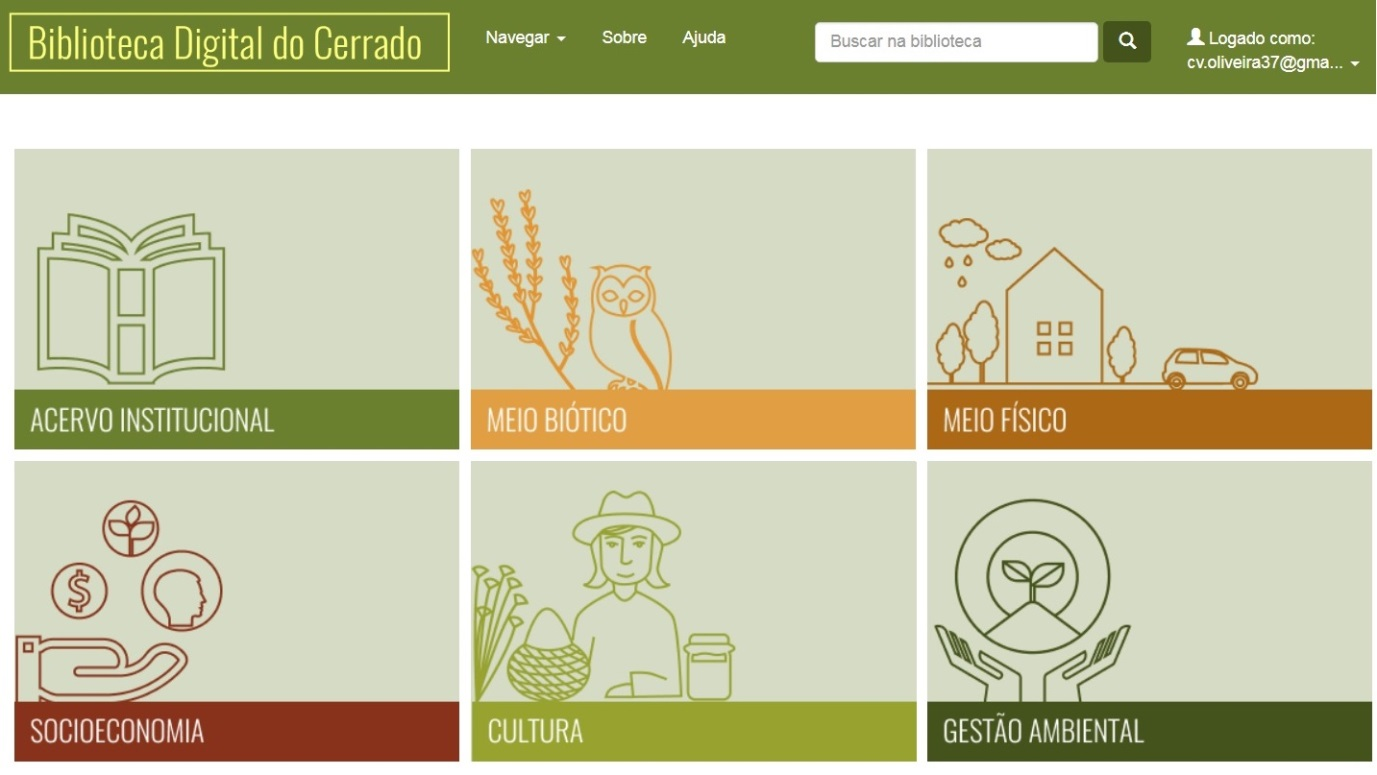 Biblioteca Digital do Cerrado
Navegar
Sobre
Ajuda
Buscar na biblioteca
Logado como:
cv.oliveira37@gma...
ACERVO INSTITUCIONAL
MEIO BIÓTICO
MEIO FÍSICO
$
SOCIOECONOMIA
CULTURA
GESTÃO AMBIENTAL